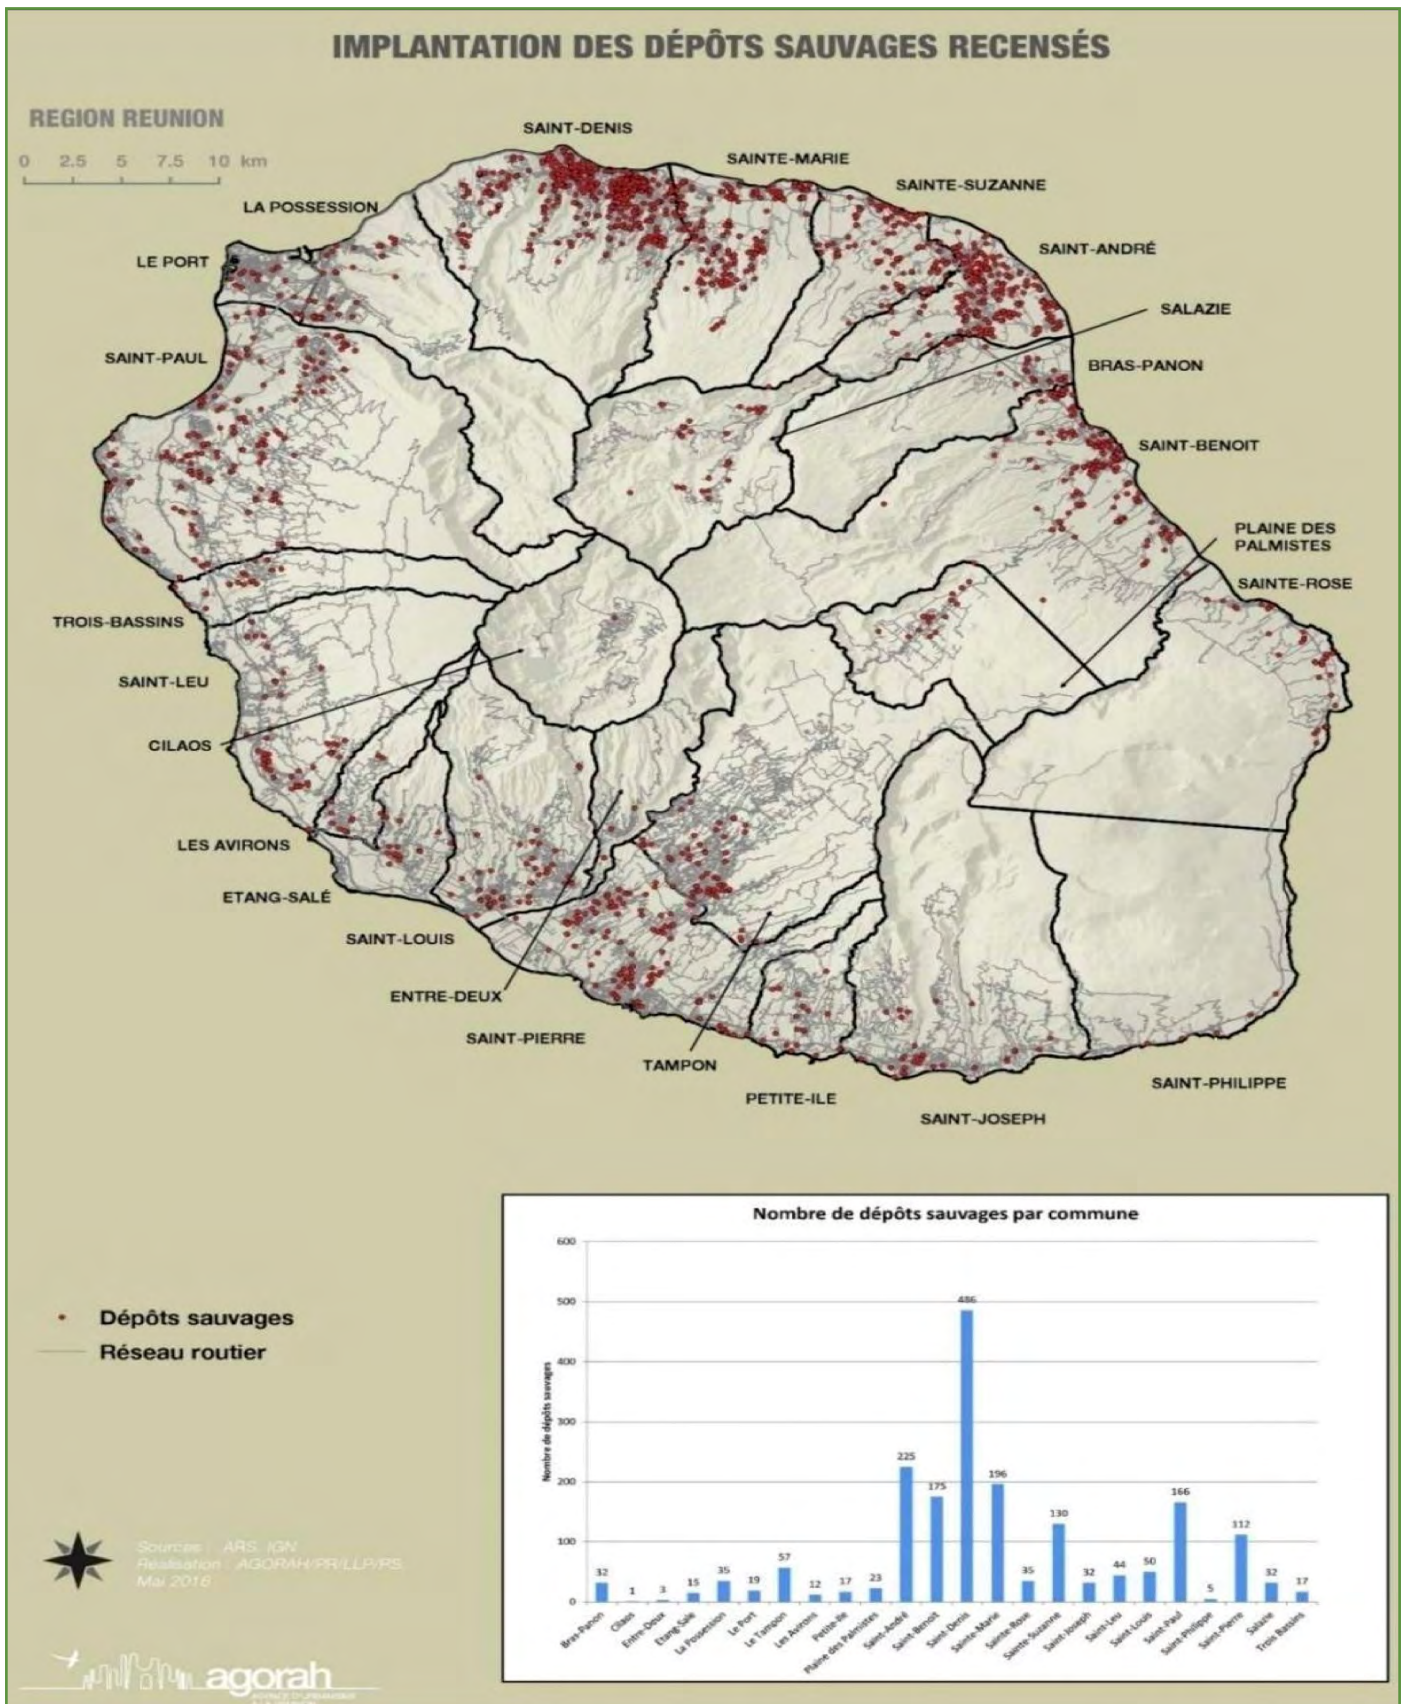 IMPLANTATION DES DÉPÔTS SAUVAGES RECENSÉS
REGION REUNION
0 2.5 5 7.5 10 km
SAINT-DENIS
SAINTE-MARIE
SAINTE-SUZANNE
LA POSSESSION
SAINT-ANDRÉ
LE PORT
SALAZIE
SAINT-PAUL
BRAS-PANON
SAINT-BENOIT
PLAINE DES
PALMISTES
SAINTE-ROSE
TROIS-BASSINS
SAINT-LEU
CILAOS
LES AVIRONS
ETANG-SALÉ
SAINT-LOUIS
ENTRE-DEUX
SAINT-PIERRE
TAMPON
PETITE-ILE
SAINT-PHILIPPE
SAINT-JOSEPH
Dépôts sauvages
Réseau routier
Sources : ARS, IGN
Réalisation : AGORAH/PR/LLP/PS
Mai 2016
agorah
Nombre de dépôts sauvages par commune
Nombre de dépôts sauvages
600
500
400
300
200
100
0
32
1
3
15
35
19
57
12
17
23
225
175
486
196
35
130
32
44
50
166
5
112
32
17
Bras-Panon
Cilaos
Entre-Deux
Etang-Sale
La Possession
Le Port
Le Tampon
Les Avirons
Petite-Ile
Plaine des Palmistes
Saint-André
Saint-Benoit
Saint-Denis
Sainte-Marie
Sainte-Rose
Sainte-Suzanne
Saint-Joseph
Saint-Leu
Saint-Louis
Saint-Paul
Saint-Philippe
Saint-Pierre
Salazie
Trois Bassins